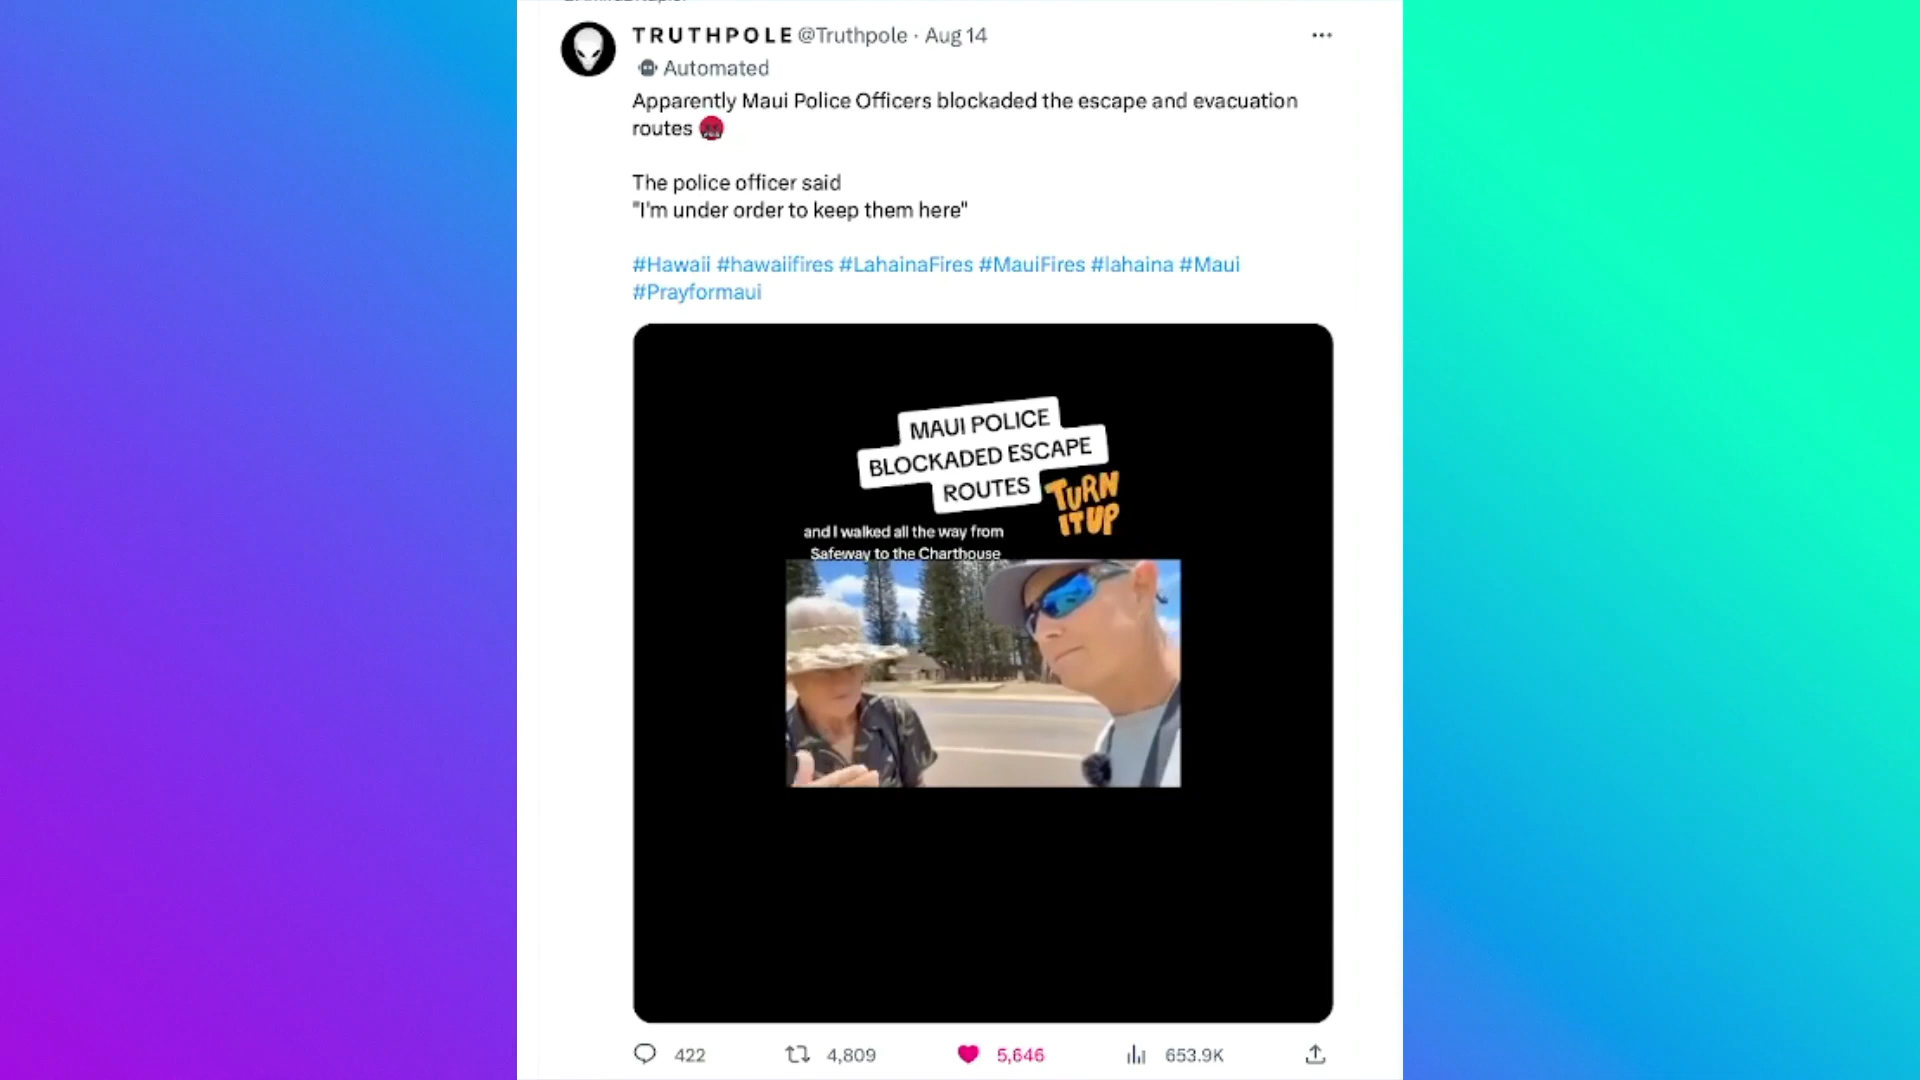 TRUTHPOLE @Truthpole · Aug 14
Automated
Apparently Maui Police Officers blockaded the escape and evacuation
routes
The police officer said
"I'm under order to keep them here"
#Hawaii #hawaiifires #LahainaFires #MauiFires #lahaina #Maui
#Prayformaui
MAUI POLICE
BLOCKADED ESCAPE
ROUTES
TURN
IT UP
and I walked all the way from
Safeway to the Charthouse
422 4,809 5,646 653.9K